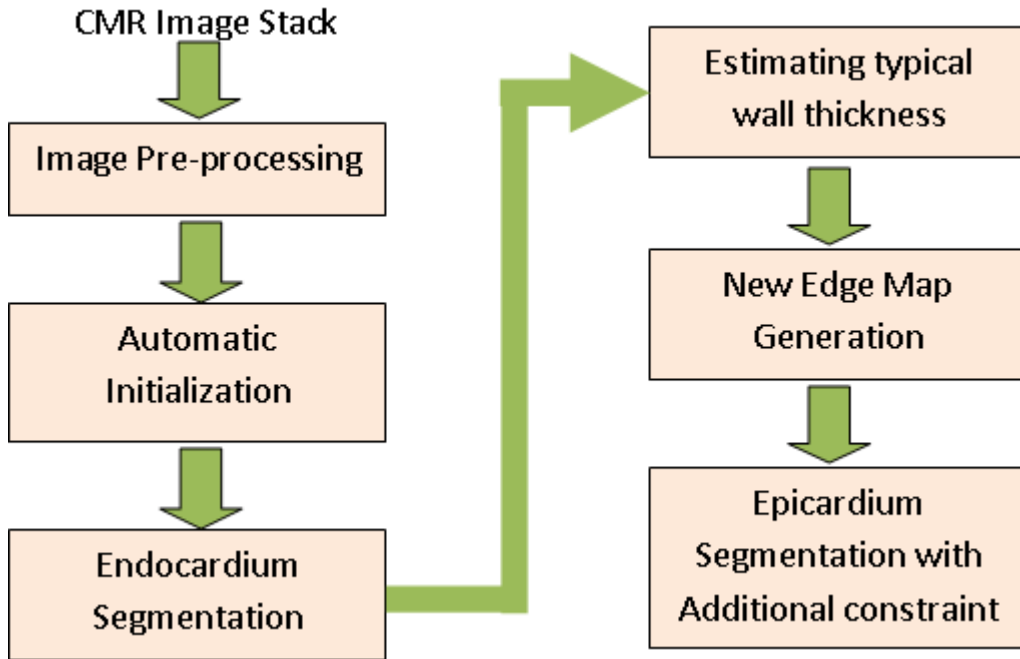 CMR Image Stack
Image Pre-processing
Automatic
Initialization
Endocardium
Segmentation
Estimating typical
wall thickness
New Edge Map
Generation
Epicardium
Segmentation with
Additional constraint